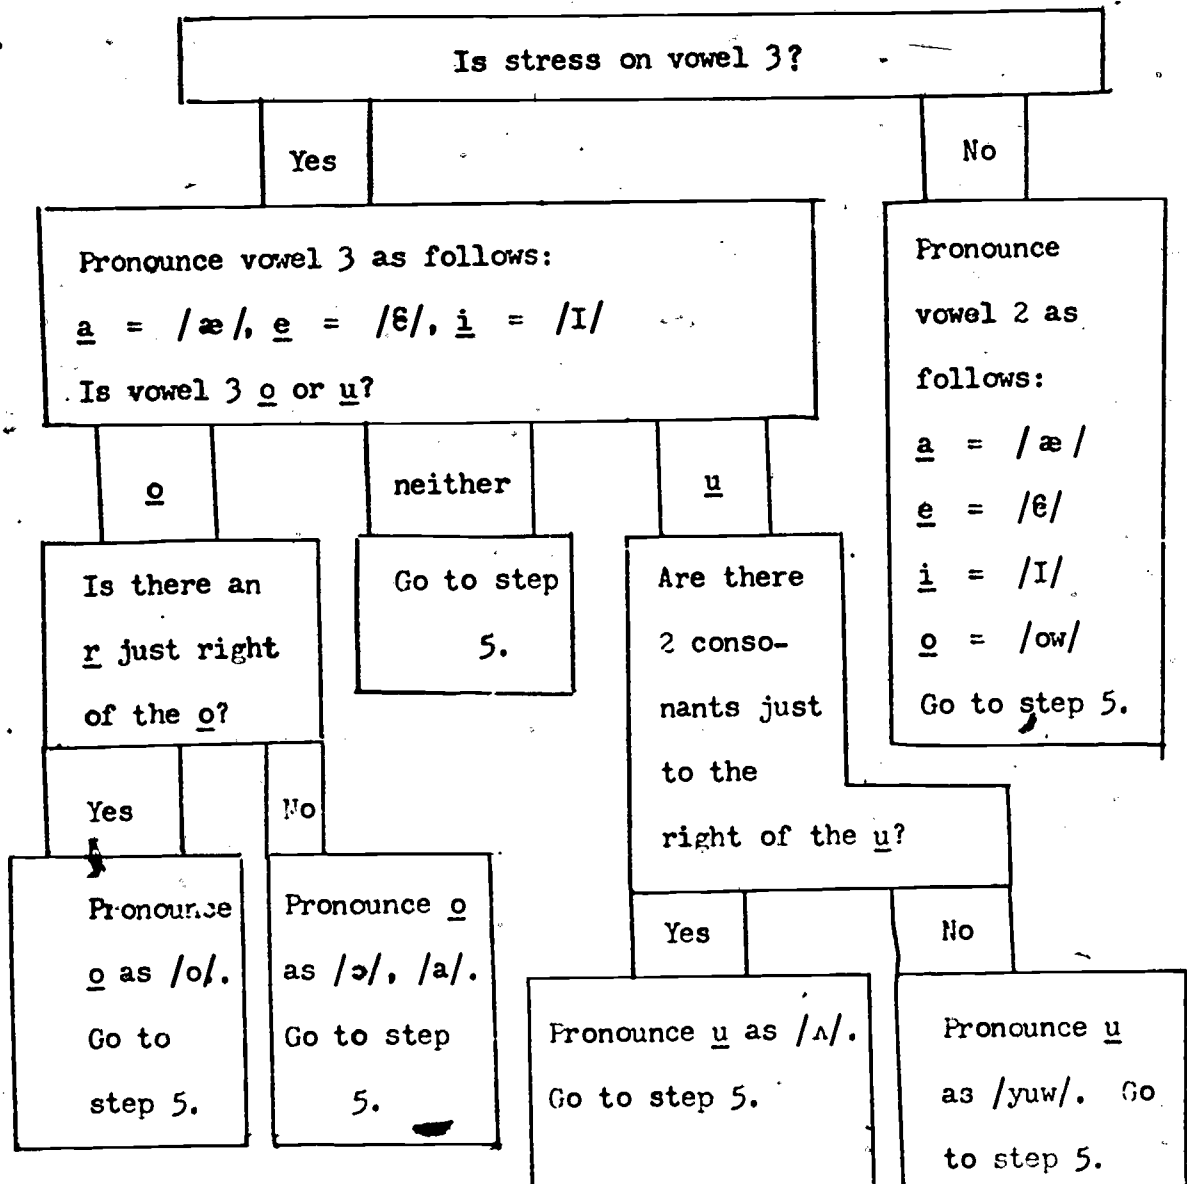 Is stress on vowel 3?
Yes
No
Pronounce vowel 3 as follows:
a = /æ/, e = /ɛ/, i = /I/
Is vowel 3 o or u?
Pronounce
vowel 2 as
follows:
a = /æ/
e = /ɛ/
i = /I/
o = /ow/
Go to step 5.
o
neither
u
Is there an
r just right
of the o?
Go to step
5.
Are there
2 conso-
nants just
to the
right of the u?
Yes
No
Pronounce
o as /o/.
Go to
step 5.
Pronounce o
as /ɔ/, /a/.
Go to step
5.
Yes
No
Pronounce u as /ʌ/.
Go to step 5.
Pronounce u
as /yuw/. Go
to step 5.